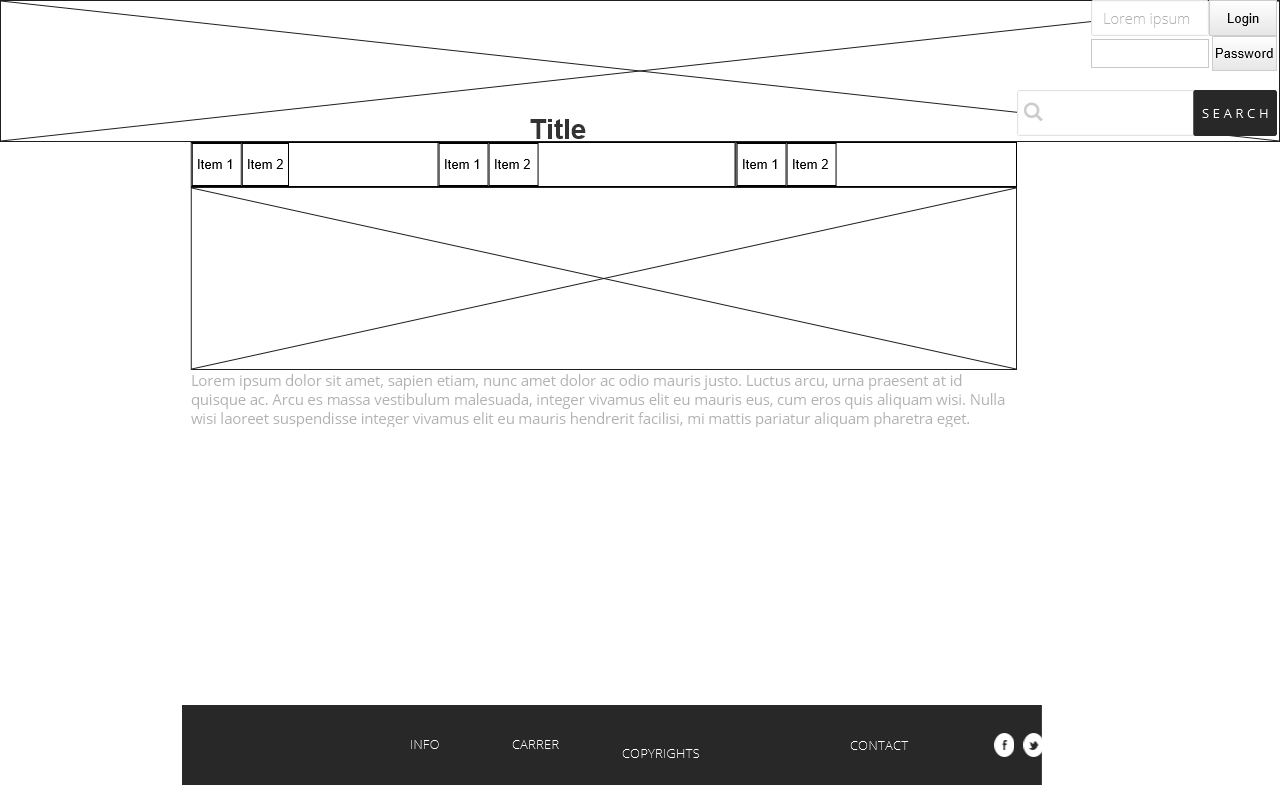 Lorem ipsum
Login
Password
SEARCH
Title
Item 1 Item 2 Item 1 Item 2 Item 1 Item 2
Lorem ipsum dolor sit amet, sapien etiam, nunc amet dolor ac odio mauris justo. Luctus arcu, urna praesent at id
quisque ac. Arcu es massa vestibulum malesuada, integer vivamus elit eu mauris eus, cum eros quis aliquam wisi. Nulla
wisi laoreet suspendisse integer vivamus elit eu mauris hendrerit facilisi, mi mattis pariatur aliquam pharetra eget.
INFO CARRER COPYRIGHTS CONTACT